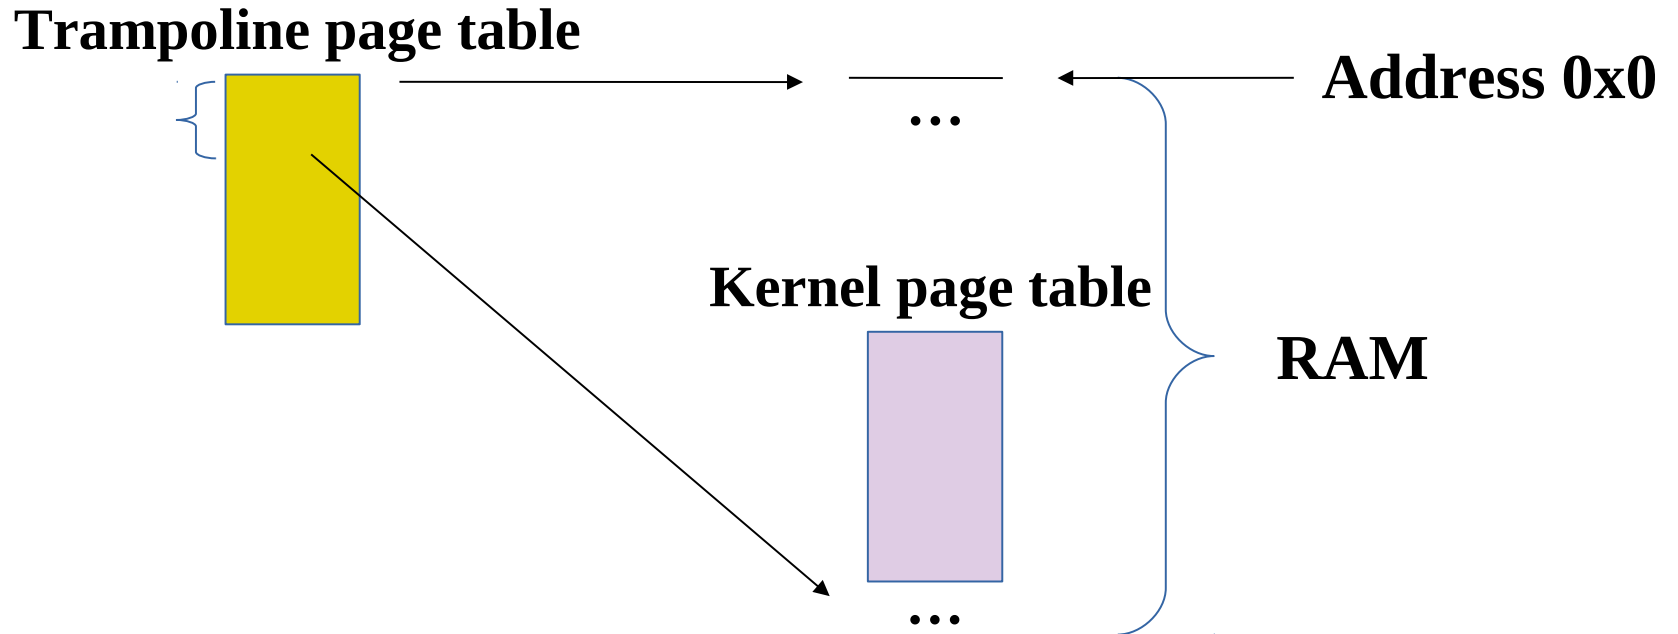 Trampoline page table
Address 0x0
...
Kernel page table
RAM
...